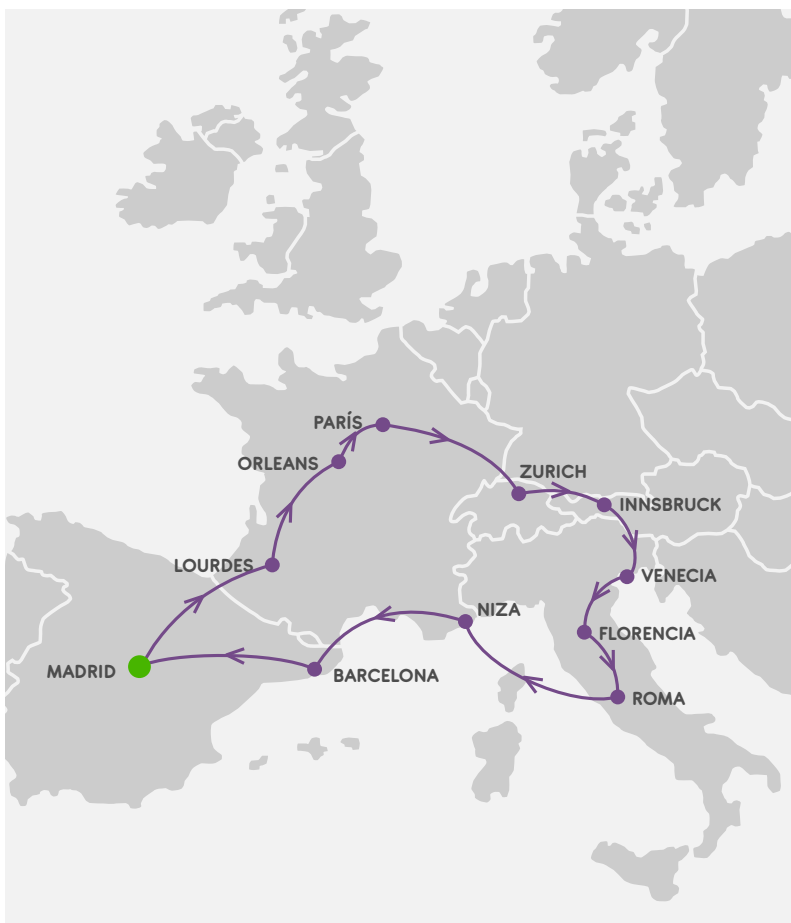 PARÍS
ORLEANS
ZURICH
INNSBRUCK
LOURDES
VENECIA
NIZA
FLORENCIA
MADRID
BARCELONA
ROMA